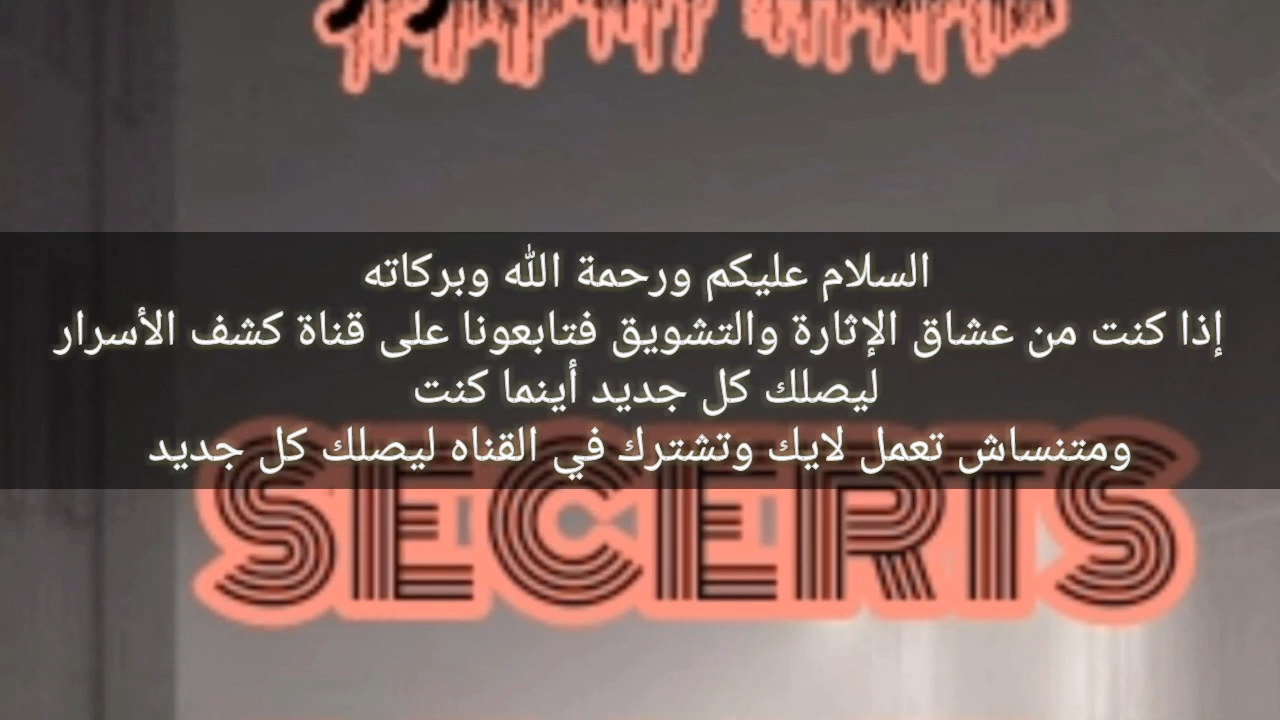 السلام عليكم ورحمة الله وبركاته
إذا كنت من عشاق الإثارة والتشويق فتابعونا على قناة كشف الأسرار
ليصلك كل جديد أينما كنت
ومتنساش تعمل لايك وتشترك في القناه ليصلك كل جديد
SECERTS